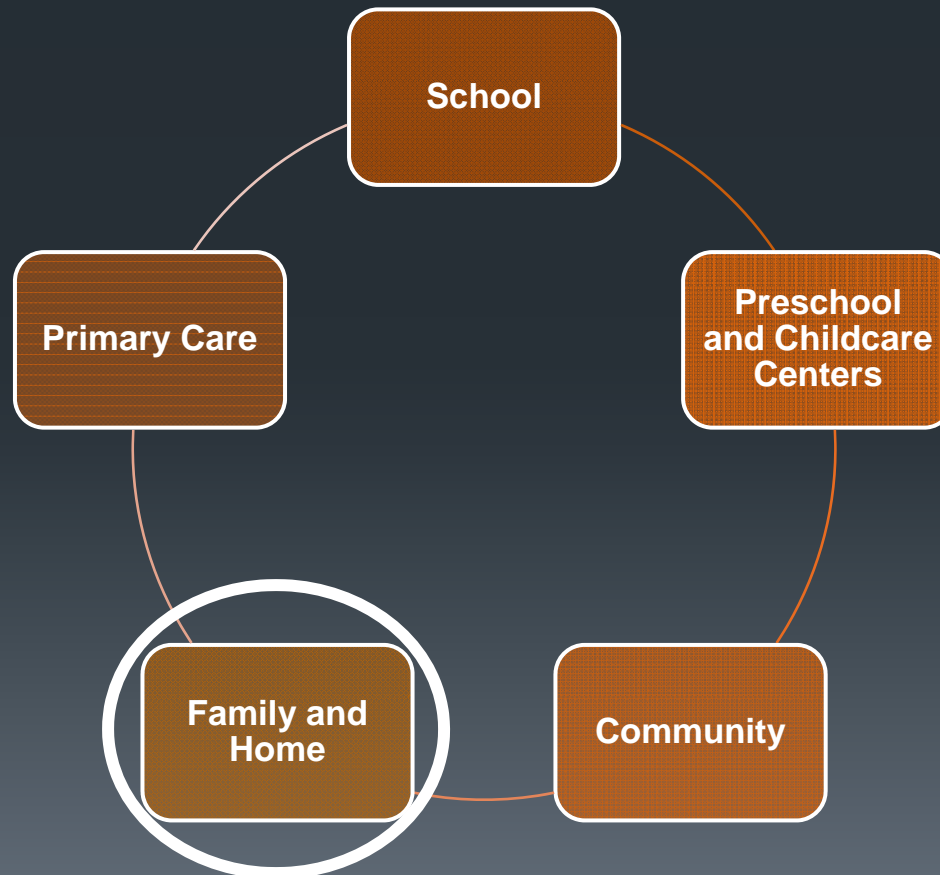 School
Primary Care
Preschool
and Childcare
Centers
Family and
Home
Community